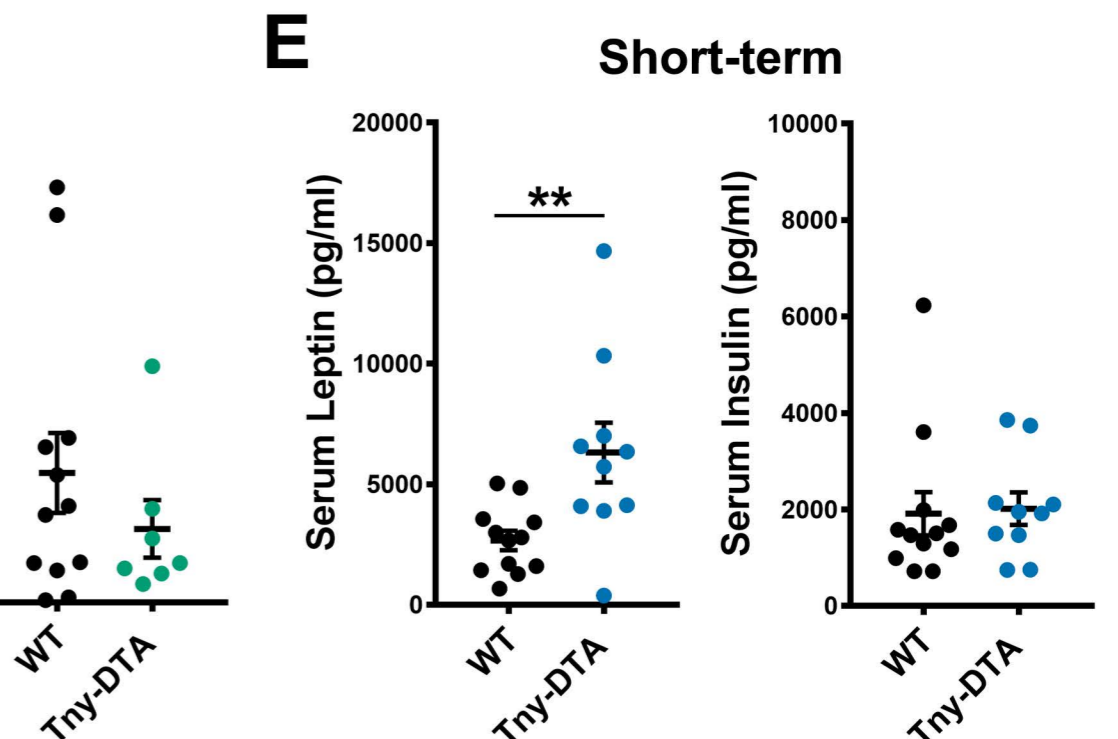 E
Short-term
WT
Tny-DTA
Serum Leptin (pg/ml)
20000
15000
10000
5000
0
**
WT
Tny-DTA
Serum Insulin (pg/ml)
10000
8000
6000
4000
2000
0
WT
Tny-DTA